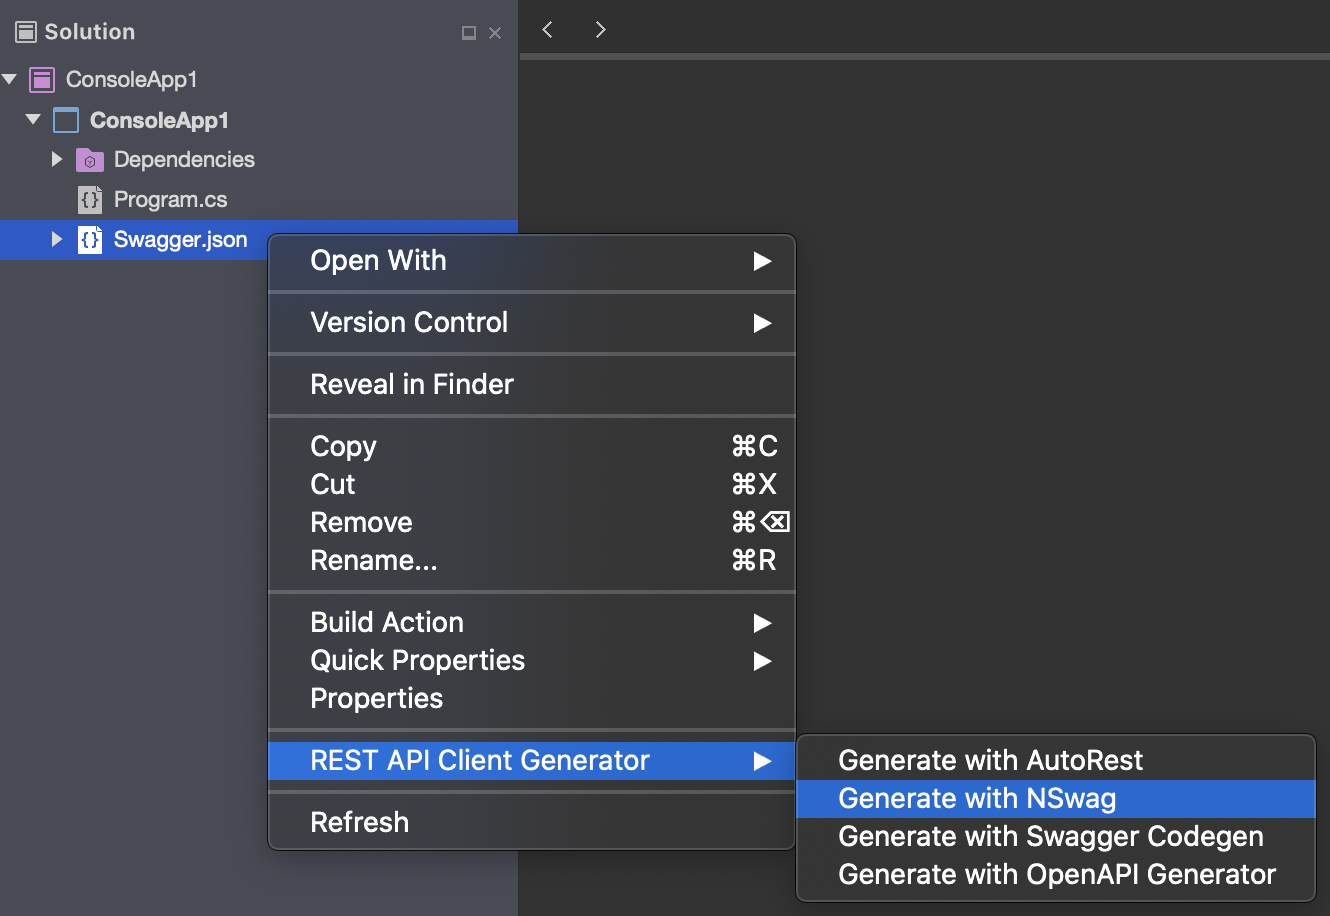 Solution
ConsoleApp1
ConsoleApp1
Dependencies
Program.cs
Swagger.json
Open With
Version Control
Reveal in Finder
Copy ⌘C
Cut ⌘X
Remove ⌘⌫
Rename... ⌘R
Build Action
Quick Properties
Properties
REST API Client Generator
Refresh
Generate with AutoRest
Generate with NSwag
Generate with Swagger Codegen
Generate with OpenAPI Generator